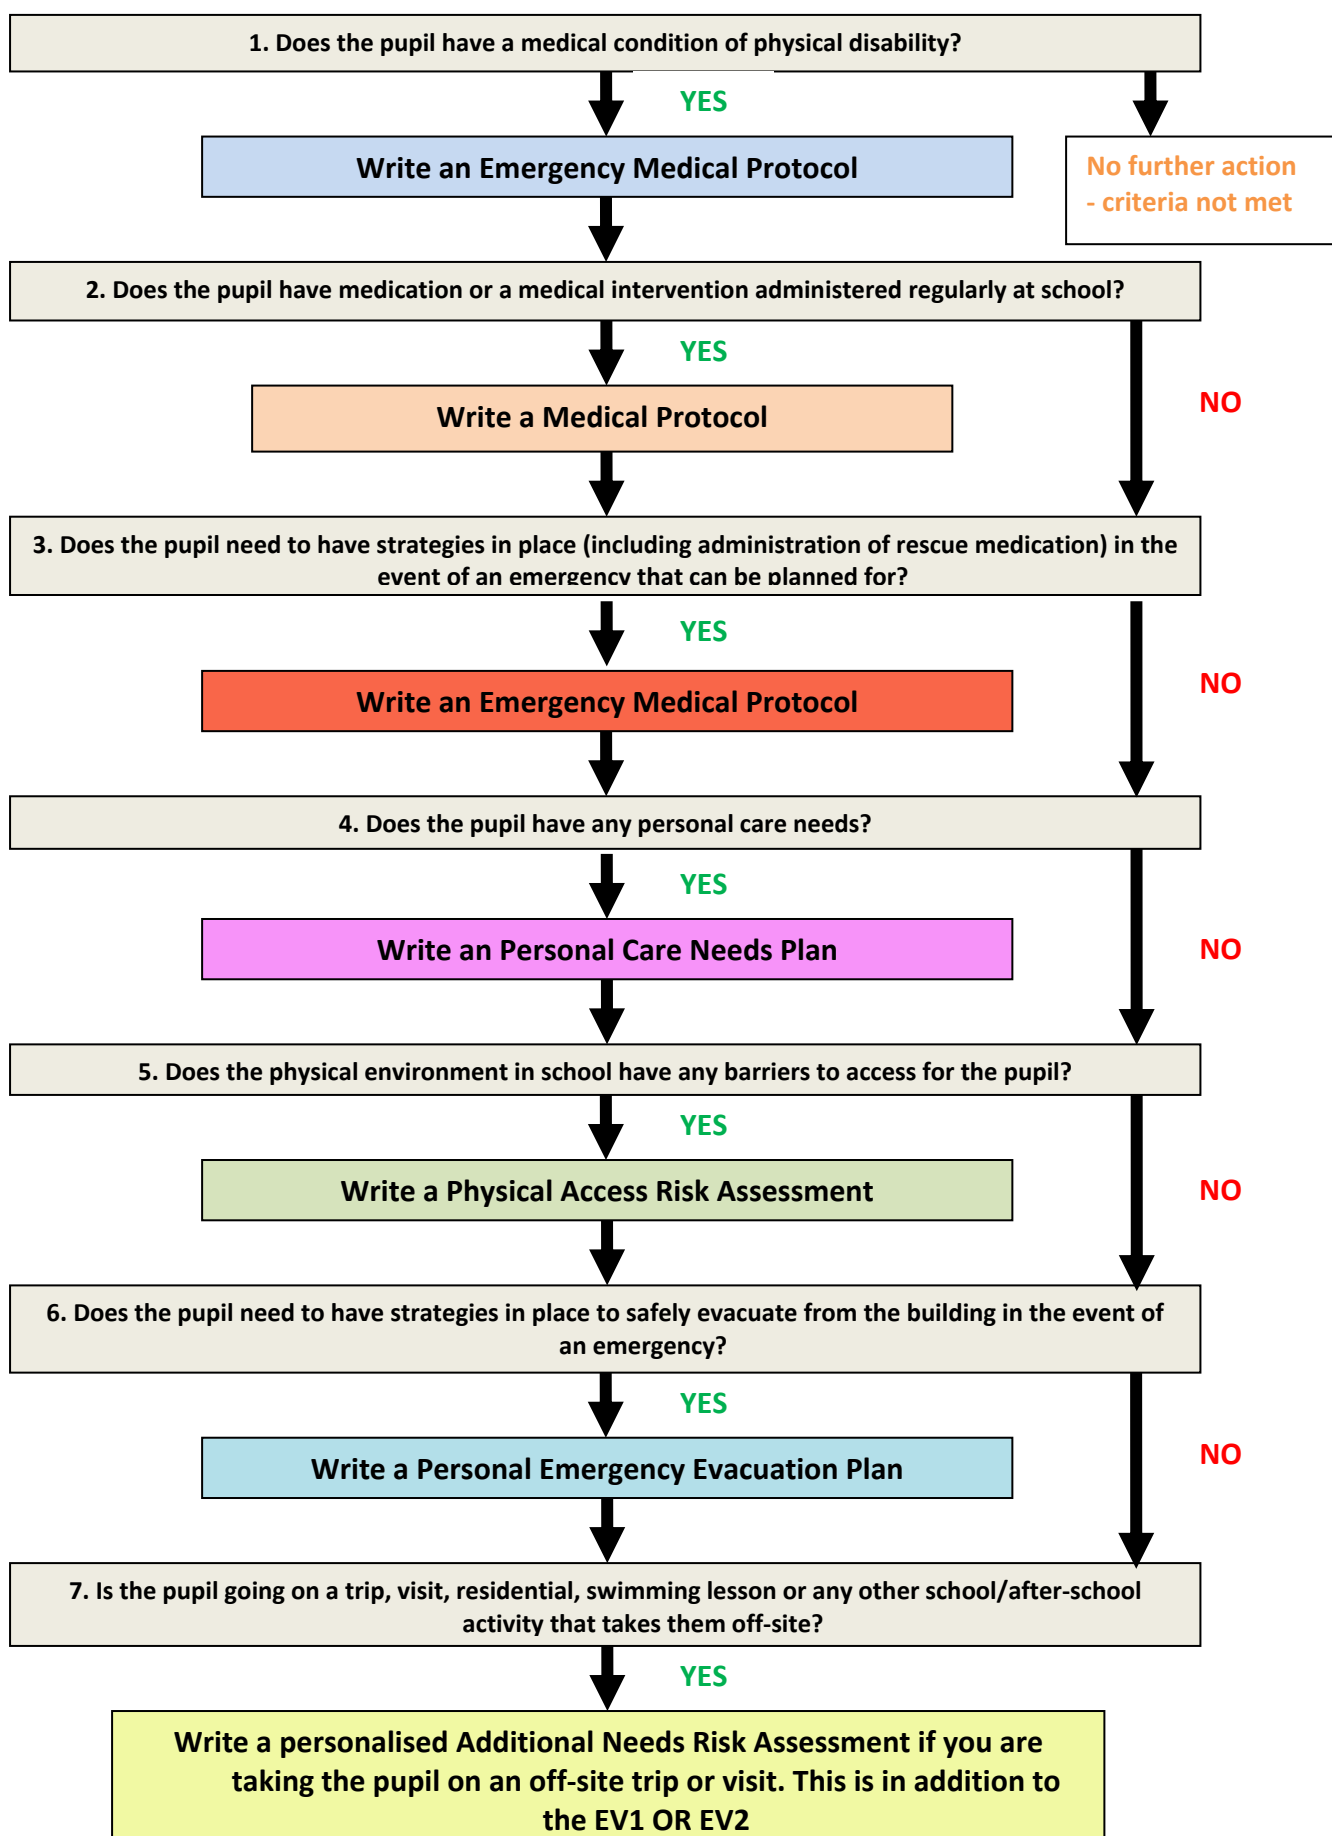 1. Does the pupil have a medical condition of physical disability?
YES
Write an Emergency Medical Protocol
No further action
- criteria not met
2. Does the pupil have medication or a medical intervention administered regularly at school?
YES
NO
Write a Medical Protocol
3. Does the pupil need to have strategies in place (including administration of rescue medication) in the
event of an emergency that can be planned for?
YES
NO
Write an Emergency Medical Protocol
4. Does the pupil have any personal care needs?
YES
Write an Personal Care Needs Plan
NO
5. Does the physical environment in school have any barriers to access for the pupil?
YES
Write a Physical Access Risk Assessment
NO
6. Does the pupil need to have strategies in place to safely evacuate from the building in the event of
an emergency?
YES
NO
Write a Personal Emergency Evacuation Plan
7. Is the pupil going on a trip, visit, residential, swimming lesson or any other school/after-school
activity that takes them off-site?
YES
Write a personalised Additional Needs Risk Assessment if you are
taking the pupil on an off-site trip or visit. This is in addition to
the EV1 OR EV2